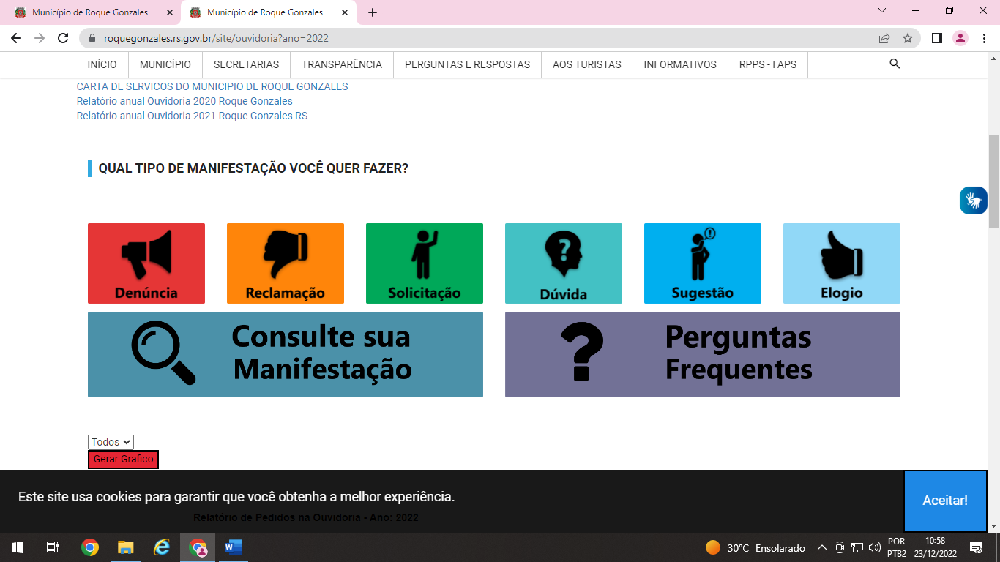 Município de Roque Gonzales
Município de Roque Gonzales
roquegonzales.rs.gov.br/site/ouvidoria?ano=2022
INÍCIO MUNICÍPIO SECRETARIAS TRANSPARÊNCIA PERGUNTAS E RESPOSTAS AOS TURISTAS INFORMATIVOS RPPS - FAPS
CARTA DE SERVICOS DO MUNICIPIO DE ROQUE GONZALES
Relatório anual Ouvidoria 2020 Roque Gonzales
Relatório anual Ouvidoria 2021 Roque Gonzales RS
QUAL TIPO DE MANIFESTAÇÃO VOCÊ QUER FAZER?
Denúncia Reclamação Solicitação Dúvida Sugestão Elogio
Consulte sua
Manifestação
Perguntas
Frequentes
Todos
Gerar Grafico
Este site usa cookies para garantir que você obtenha a melhor experiência.
Aceitar!
Relatório de Pedidos na Ouvidoria - Ano: 2022
30°C Ensolarado
POR
PTB2
10:58
23/12/2022